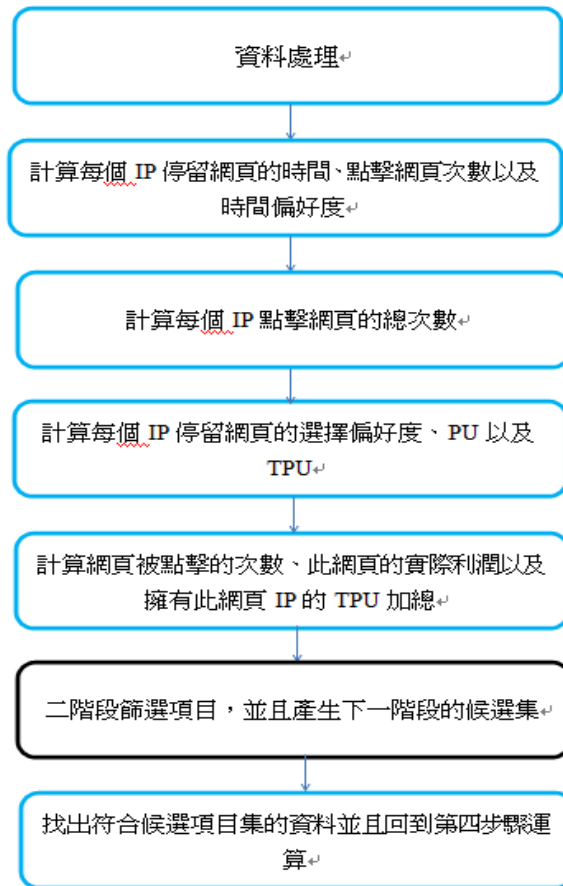 資料處理
計算每個 IP 停留網頁的時間、點擊網頁次數以及
時間偏好度
計算每個 IP 點擊網頁的總次數
計算每個 IP 停留網頁的選擇偏好度、PU 以及
TPU
計算網頁被點擊的次數、此網頁的實際利潤以及
擁有此網頁 IP 的 TPU 加總
二階段篩選項目，並且產生下一階段的候選集
找出符合候選項目集的資料並且回到第四步驟運
算